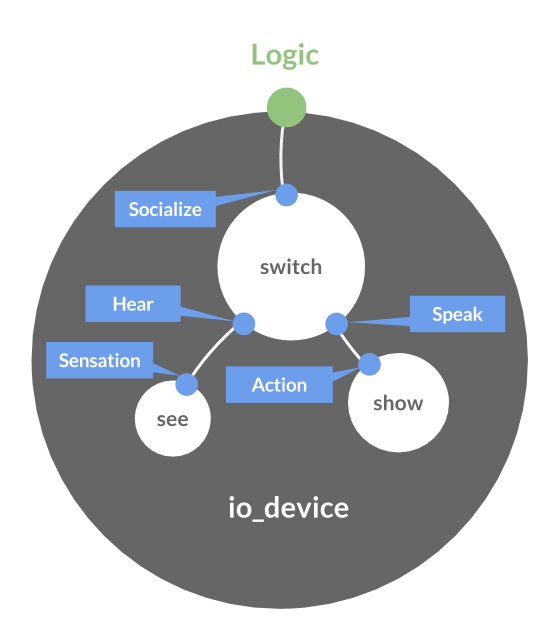 Logic
Socialize
switch
Hear
Speak
Sensation
Action
see
show
io_device